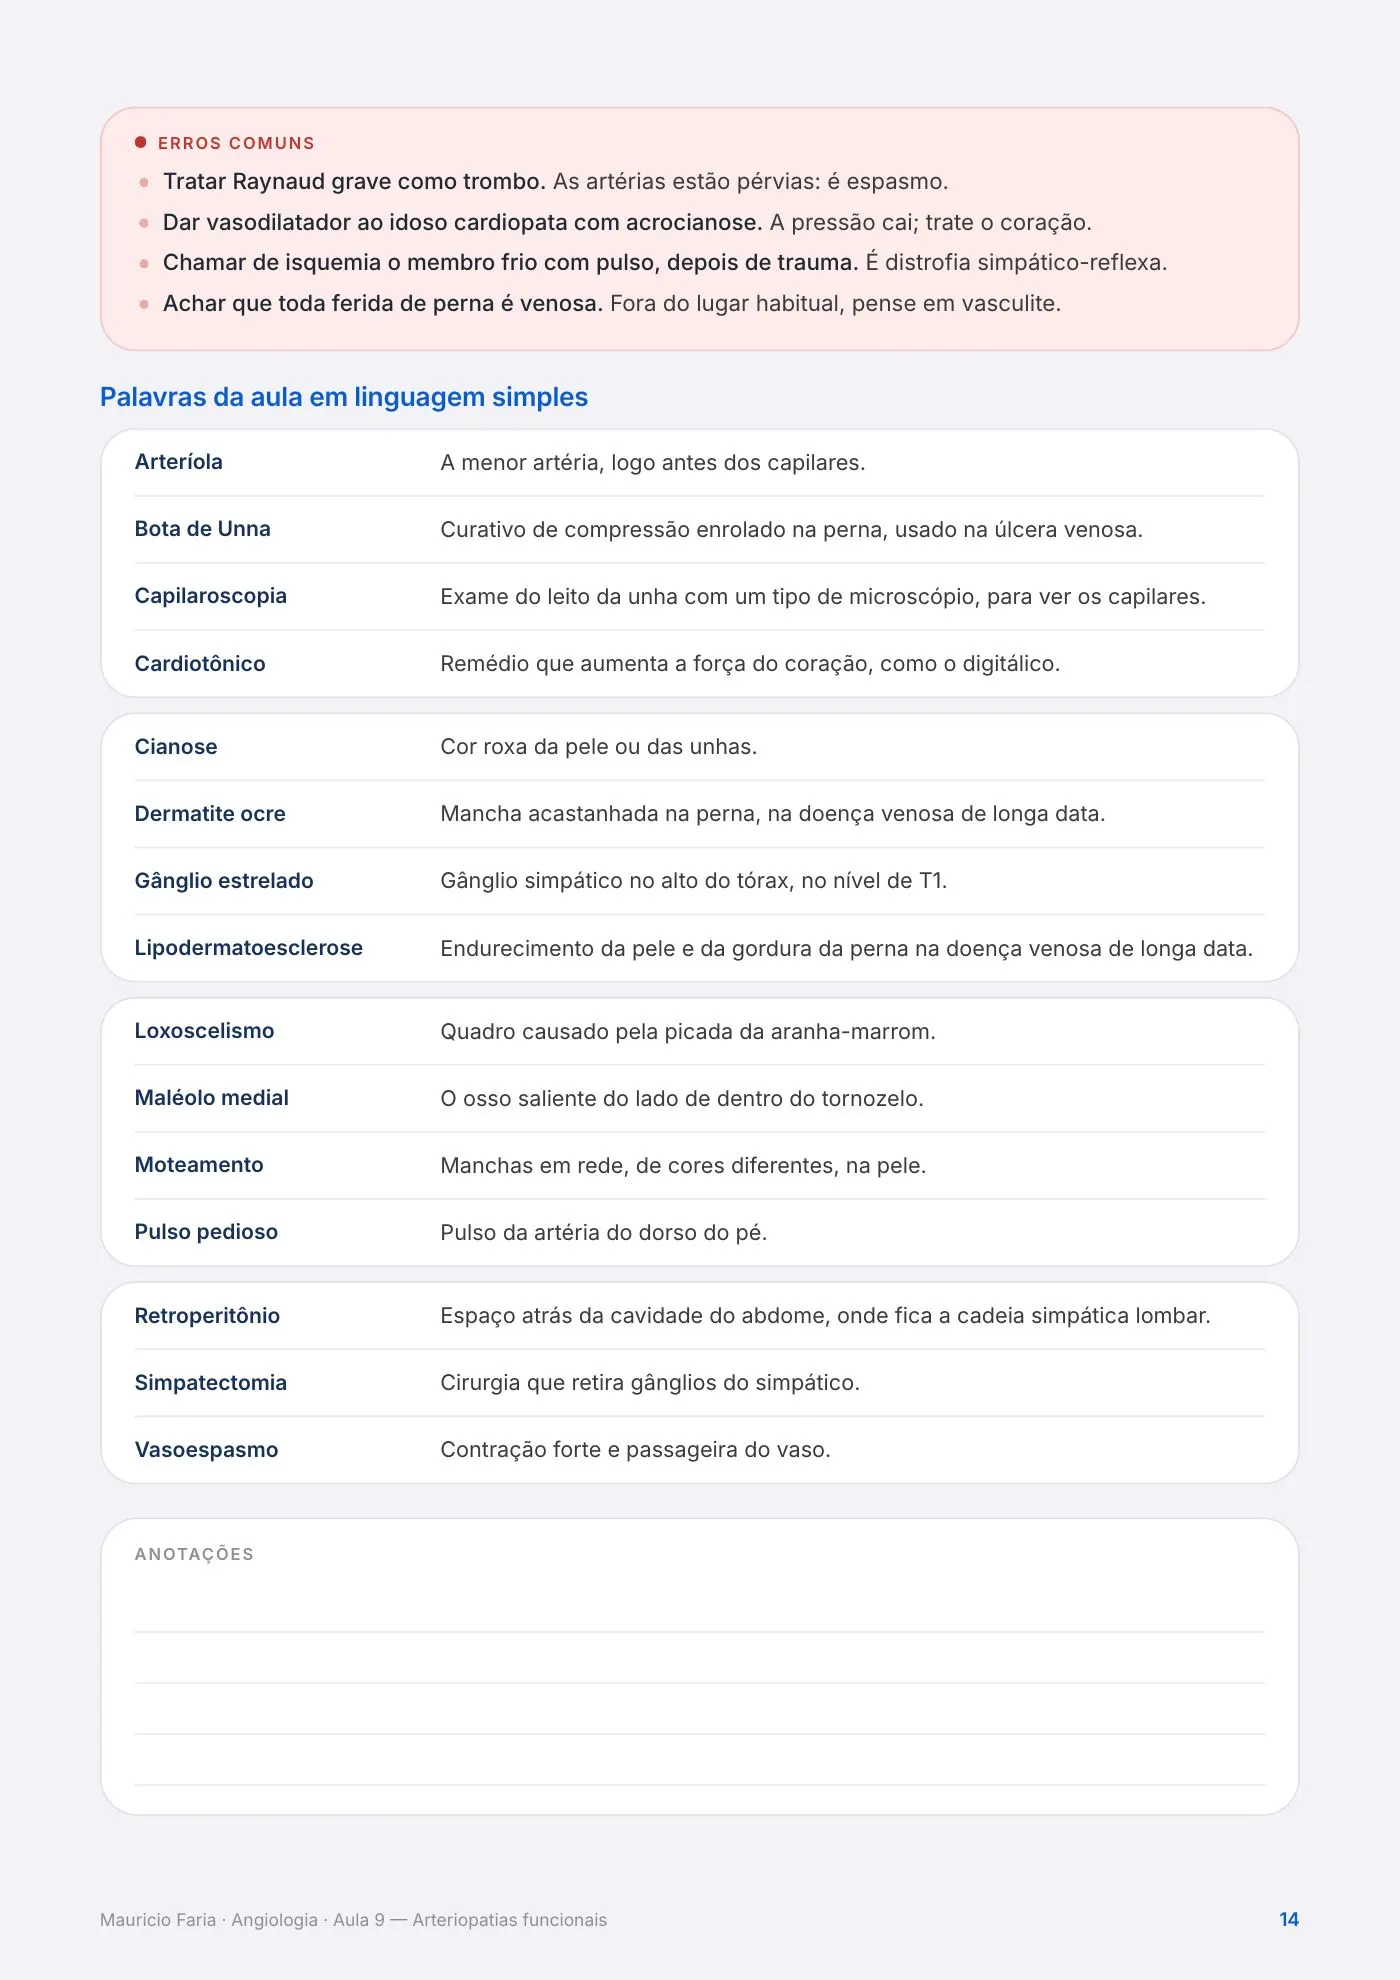 ERROS COMUNS
Tratar Raynaud grave como trombo. As artérias estão pérvias: é espasmo.
Dar vasodilatador ao idoso cardiopata com acrocianose. A pressão cai; trate o coração.
Chamar de isquemia o membro frio com pulso, depois de trauma. É distrofia simpático-reflexa.
Achar que toda ferida de perna é venosa. Fora do lugar habitual, pense em vasculite.
Palavras da aula em linguagem simples
Arteríola A menor artéria, logo antes dos capilares.
Bota de Unna Curativo de compressão enrolado na perna, usado na úlcera venosa.
Capilaroscopia Exame do leito da unha com um tipo de microscópio, para ver os capilares.
Cardiotônico Remédio que aumenta a força do coração, como o digitálico.
Cianose Cor roxa da pele ou das unhas.
Dermatite ocre Mancha acastanhada na perna, na doença venosa de longa data.
Gânglio estrelado Gânglio simpático no alto do tórax, no nível de T1.
Lipodermatoesclerose Endurecimento da pele e da gordura da perna na doença venosa de longa data.
Loxoscelismo Quadro causado pela picada da aranha-marrom.
Maléolo medial O osso saliente do lado de dentro do tornozelo.
Moteamento Manchas em rede, de cores diferentes, na pele.
Pulso pedioso Pulso da artéria do dorso do pé.
Retroperitônio Espaço atrás da cavidade do abdome, onde fica a cadeia simpática lombar.
Simpatectomia Cirurgia que retira gânglios do simpático.
Vasoespasmo Contração forte e passageira do vaso.
ANOTAÇÕES
Mauricio Faria · Angiologia · Aula 9 — Arteriopatias funcionais 14